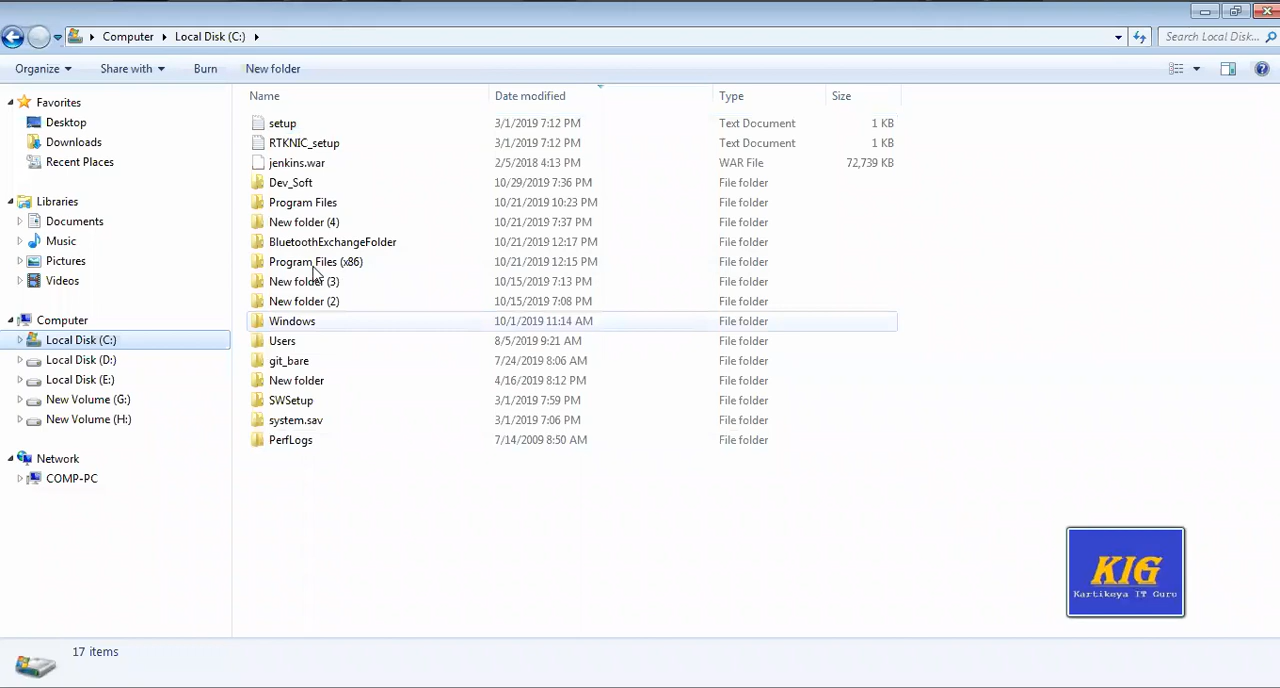 Computer Local Disk (C:) Search Local Disk...
Organize Share with Burn New folder
Favorites
Desktop
Downloads
Recent Places
Libraries
Documents
Music
Pictures
Videos
Computer
Local Disk (C:)
Local Disk (D:)
Local Disk (E:)
New Volume (G:)
New Volume (H:)
Network
COMP-PC
Name Date modified Type Size
setup 3/1/2019 7:12 PM Text Document 1 KB
RTKNIC_setup 3/1/2019 7:12 PM Text Document 1 KB
jenkins.war 2/5/2018 4:13 PM WAR File 72,739 KB
Dev_Soft 10/29/2019 7:36 PM File folder
Program Files 10/21/2019 10:23 PM File folder
New folder (4) 10/21/2019 7:37 PM File folder
BluetoothExchangeFolder 10/21/2019 12:17 PM File folder
Program Files (x86) 10/21/2019 12:15 PM File folder
New folder (3) 10/15/2019 7:13 PM File folder
New folder (2) 10/15/2019 7:08 PM File folder
Windows 10/1/2019 11:14 AM File folder
Users 8/5/2019 9:21 AM File folder
git_bare 7/24/2019 8:06 AM File folder
New folder 4/16/2019 8:12 PM File folder
SWSetup 3/1/2019 7:59 PM File folder
system.sav 3/1/2019 7:06 PM File folder
PerfLogs 7/14/2009 8:50 AM File folder
KIG
Kartikeya IT Guru
17 items